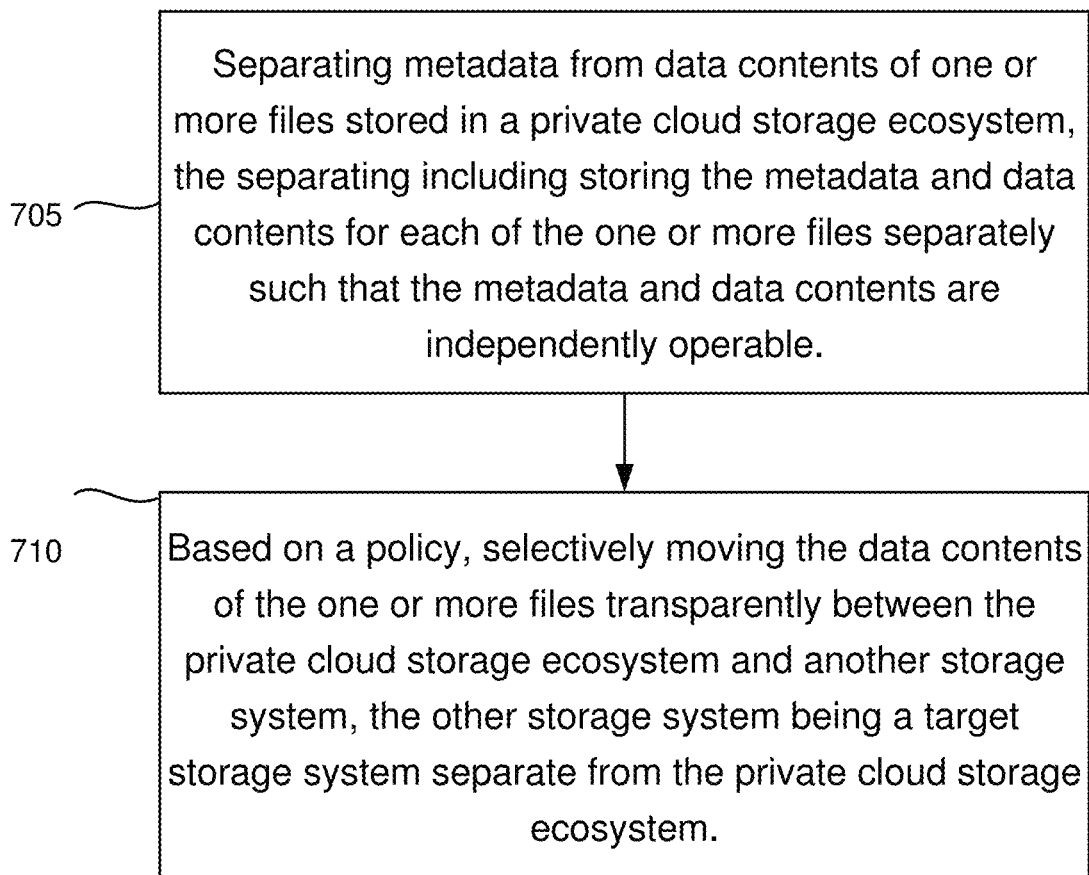 Separating metadata from data contents of one or
more files stored in a private cloud storage ecosystem,
the separating including storing the metadata and data
705
contents for each of the one or more files separately
such that the metadata and data contents are
independently operable.
710
Based on a policy, selectively moving the data contents
of the one or more files transparently between the
private cloud storage ecosystem and another storage
system, the other storage system being a target
storage system separate from the private cloud storage
ecosystem.